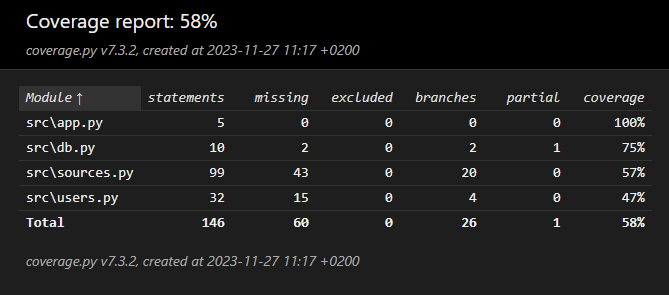 Coverage report: 58%
coverage.py v7.3.2, created at 2023-11-27 11:17 +0200
Module ↑ statements missing excluded branches partial coverage
src\app.py 5 0 0 0 0 100%
src\db.py 10 2 0 2 1 75%
src\sources.py 99 43 0 20 0 57%
src\users.py 32 15 0 4 0 47%
Total 146 60 0 26 1 58%
coverage.py v7.3.2, created at 2023-11-27 11:17 +0200